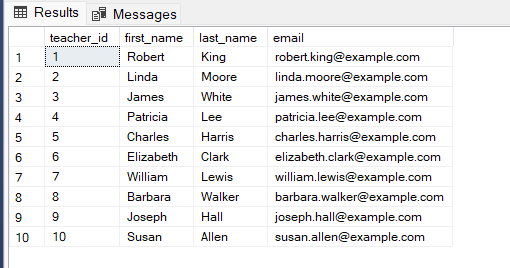 Results Messages
teacher_id first_name last_name email
1 1 Robert King robert.king@example.com
2 2 Linda Moore linda.moore@example.com
3 3 James White james.white@example.com
4 4 Patricia Lee patricia.lee@example.com
5 5 Charles Harris charles.harris@example.com
6 6 Elizabeth Clark elizabeth.clark@example.com
7 7 William Lewis william.lewis@example.com
8 8 Barbara Walker barbara.walker@example.com
9 9 Joseph Hall joseph.hall@example.com
10 10 Susan Allen susan.allen@example.com